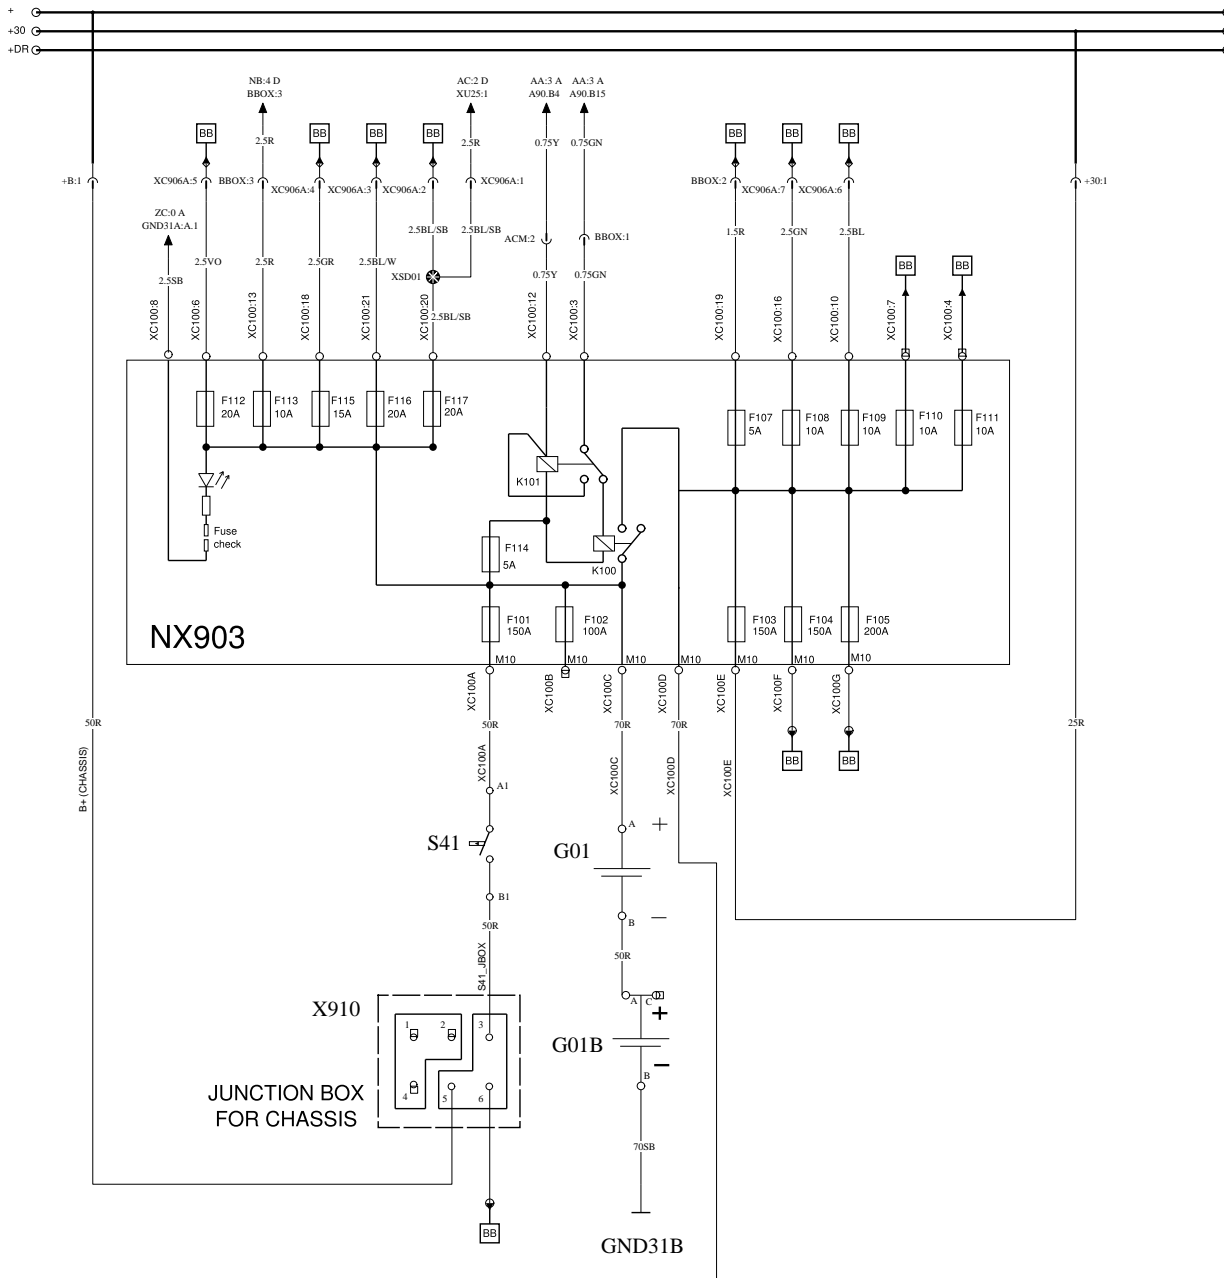 +
+30
+DR
NB:4 D
BBOX:3
AC:2 D
XU25:1
AA:3 A
A90.B4
AA:3 A
A90.B15
BB
BB
BB
BB
BB
BB
BB
2.5R
2.5R
0.75Y
0.75GN
+B:1
XC906A:5
BBOX:3
XC906A:4
XC906A:3
XC906A:2
XC906A:1
BBOX:2
XC906A:7
XC906A:6
+30:1
ZC:0 A
GND31A:A.1
2.5BL/SB
2.5BL/SB
ACM:2
BBOX:1
1.5R
2.5GN
2.5BL
2.5SB
2.5VO
2.5R
2.5GR
2.5BL/W
XSD01
0.75Y
0.75GN
BB
BB
2.5BL/SB
XC100:8
XC100:6
XC100:13
XC100:18
XC100:21
XC100:20
XC100:12
XC100:3
XC100:19
XC100:16
XC100:10
XC100:7
XC100:4
F112
20A
F113
10A
F115
15A
F116
20A
F117
20A
F107
5A
F108
10A
F109
10A
F110
10A
F111
10A
K101
Fuse
check
F114
5A
K100
NX903
F101
150A
F102
100A
F103
150A
F104
150A
F105
200A
M10
M10
M10
M10
M10
M10
M10
XC100A
XC100B
XC100C
XC100D
XC100E
XC100F
XC100G
50R
50R
70R
70R
25R
B+ (CHASSIS)
XC100A
XC100C
XC100D
XC100E
BB
BB
A1
S41
B1
50R
S41_JBOX
A
+
G01
B
−
50R
A
C
+
G01B
−
B
X910
1
2
3
4
5
6
JUNCTION BOX
FOR CHASSIS
70SB
BB
GND31B